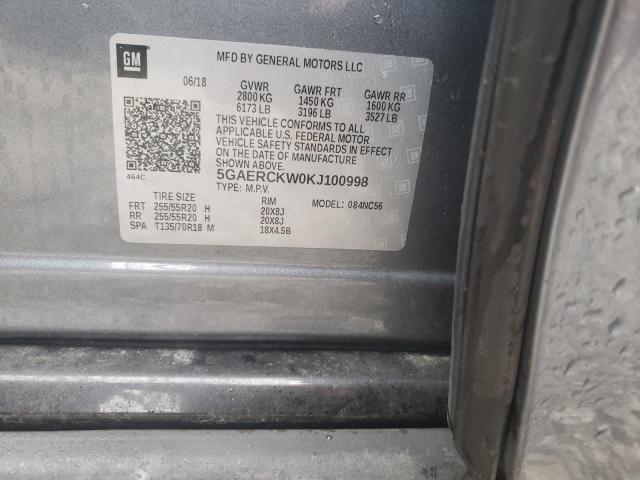 GM
MFD BY GENERAL MOTORS LLC
06/18 GVWR GAWR FRT GAWR RR
2800 KG 1450 KG 1600 KG
6173 LB 3196 LB 3527 LB
THIS VEHICLE CONFORMS TO ALL
APPLICABLE U.S. FEDERAL MOTOR
VEHICLE SAFETY STANDARDS IN EFFECT
ON THE DATE OF MANUFACTURE
SHOWN ABOVE.
464C 5GAERCKW0KJ100998
TYPE: M.P.V.
TIRE SIZE RIM MODEL: 084NC56
FRT 255/55R20 H 20X8J
RR 255/55R20 H 20X8J
SPA T135/70R18 M 18X4.5B